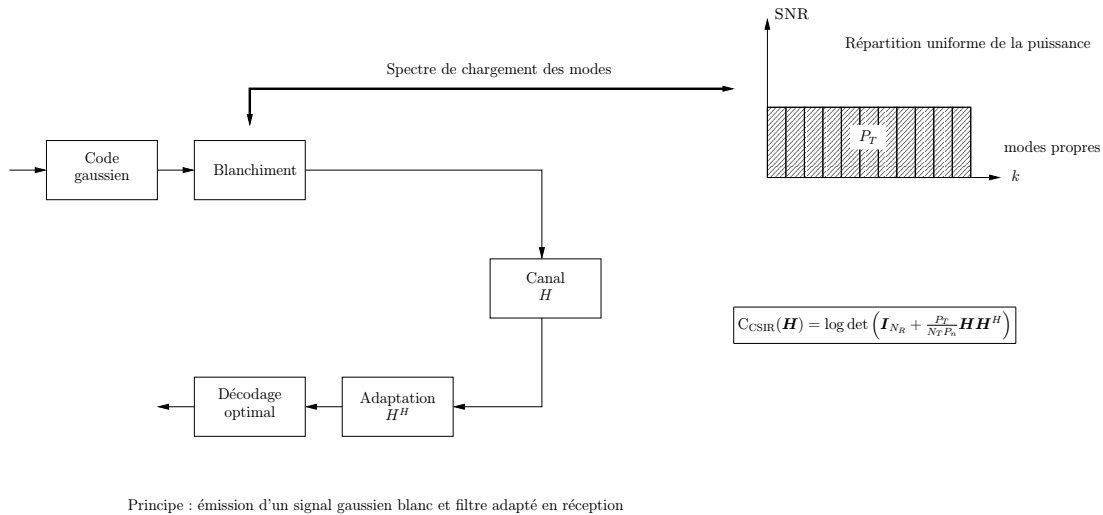 SNR
Répartition uniforme de la puissance
Spectre de chargement des modes
P_T
modes propres
k
Code
gaussien
Blanchiment
Canal
H
C_CSIR(H) = log det (I_{N_R} + \frac{P_T}{N_T P_n} HH^H)
Décodage
optimal
Adaptation
H^H
Principe : émission d'un signal gaussien blanc et filtre adapté en réception